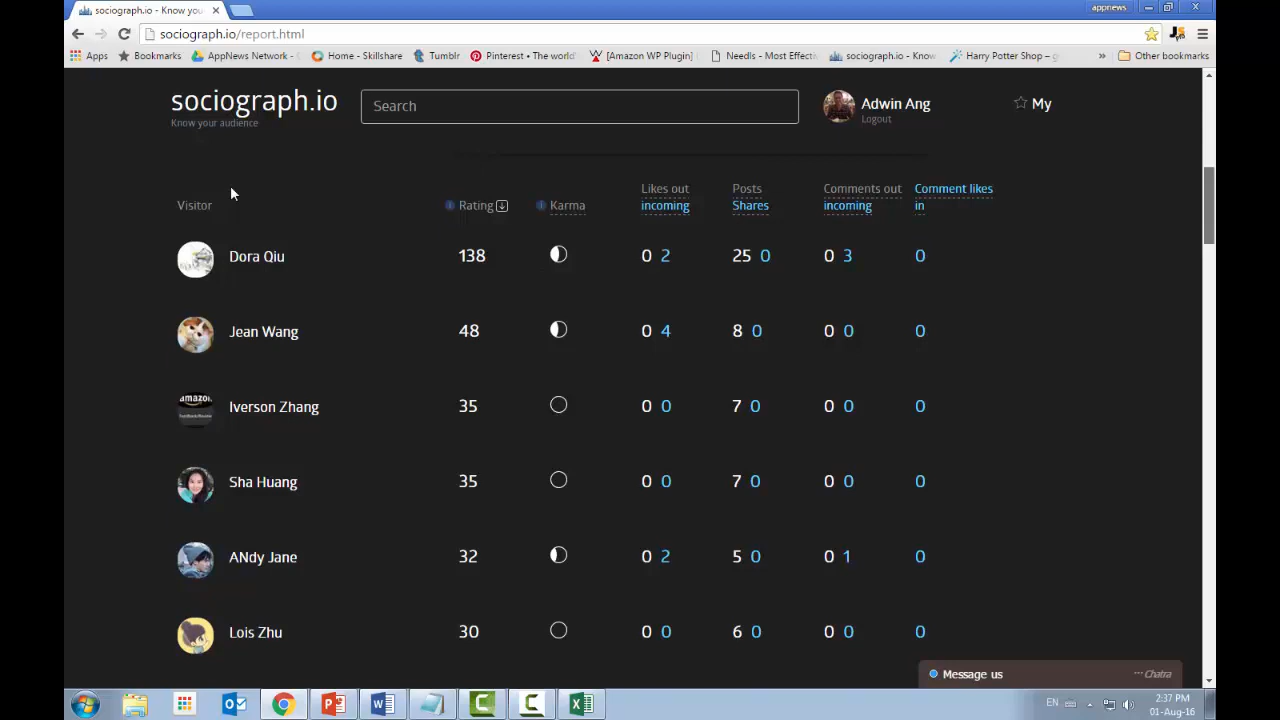 sociograph.io - Know you
appnews
sociograph.io/report.html
Apps Bookmarks AppNews Network - Home - Skillshare Tumblr Pinterest • The world' [Amazon WP Plugin] Needls - Most Effecti sociograph.io - Know Harry Potter Shop – » Other bookmarks
sociograph.io
Know your audience
Search
Adwin Ang
Logout
My
Visitor Rating Karma Likes out incoming Posts Shares Comments out incoming Comment likes in
Dora Qiu 138 0 2 25 0 0 3 0
Jean Wang 48 0 4 8 0 0 0 0
amazon
Iverson Zhang 35 0 0 7 0 0 0 0
Sha Huang 35 0 0 7 0 0 0 0
ANdy Jane 32 0 2 5 0 0 1 0
Lois Zhu 30 0 0 6 0 0 0 0
Message us
Chatra
EN
2:37 PM
01-Aug-16